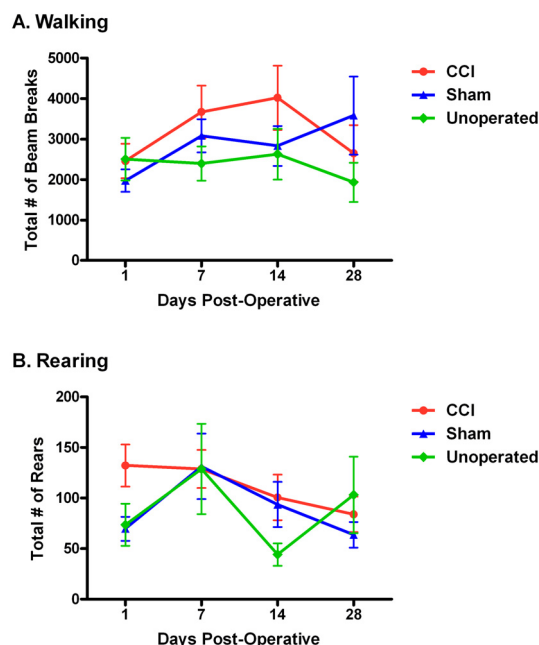 A. Walking
5000
4000
3000
2000
1000
0
Total # of Beam Breaks
1 7 14 28
Days Post-Operative
CCI
Sham
Unoperated
B. Rearing
200
150
100
50
0
Total # of Rears
1 7 14 28
Days Post-Operative
CCI
Sham
Unoperated